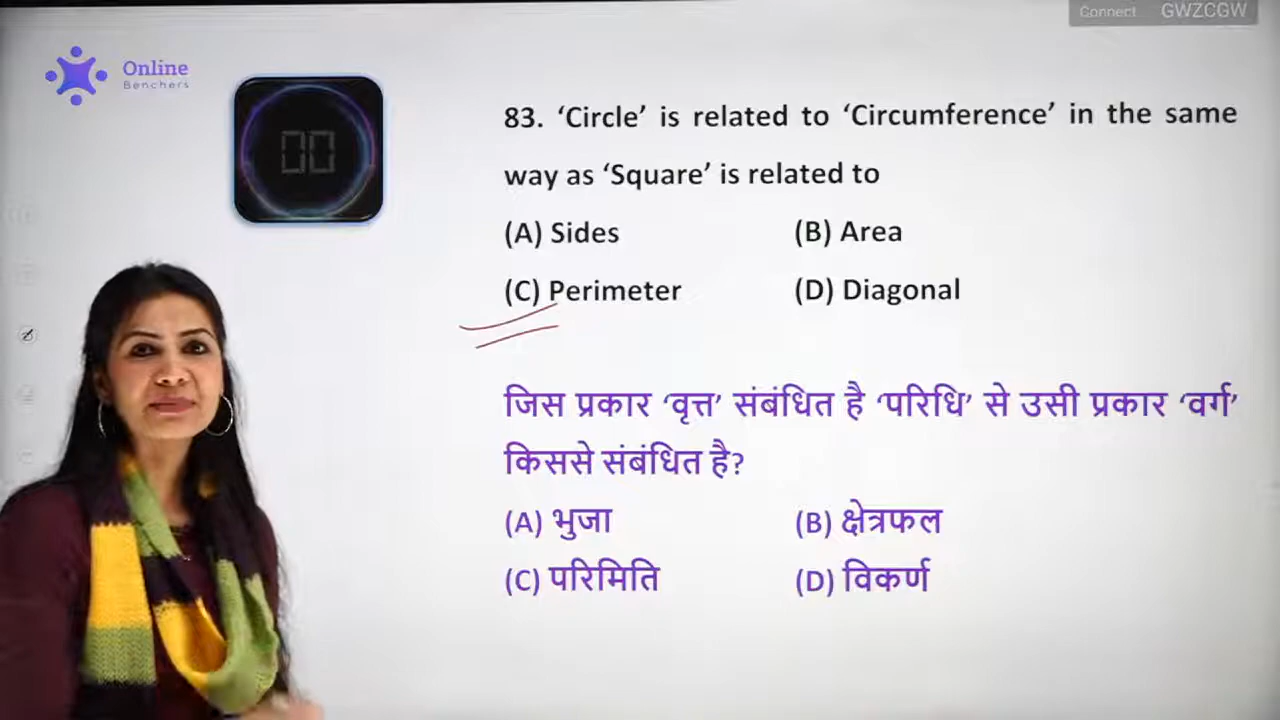 Connect GWZCGW
Online
Benchers
00
83. ‘Circle’ is related to ‘Circumference’ in the same
way as ‘Square’ is related to
(A) Sides (B) Area
(C) Perimeter (D) Diagonal
जिस प्रकार ‘वृत्त’ संबंधित है ‘परिधि’ से उसी प्रकार ‘वर्ग’
किससे संबंधित है?
(A) भुजा (B) क्षेत्रफल
(C) परिमिति (D) विकर्ण